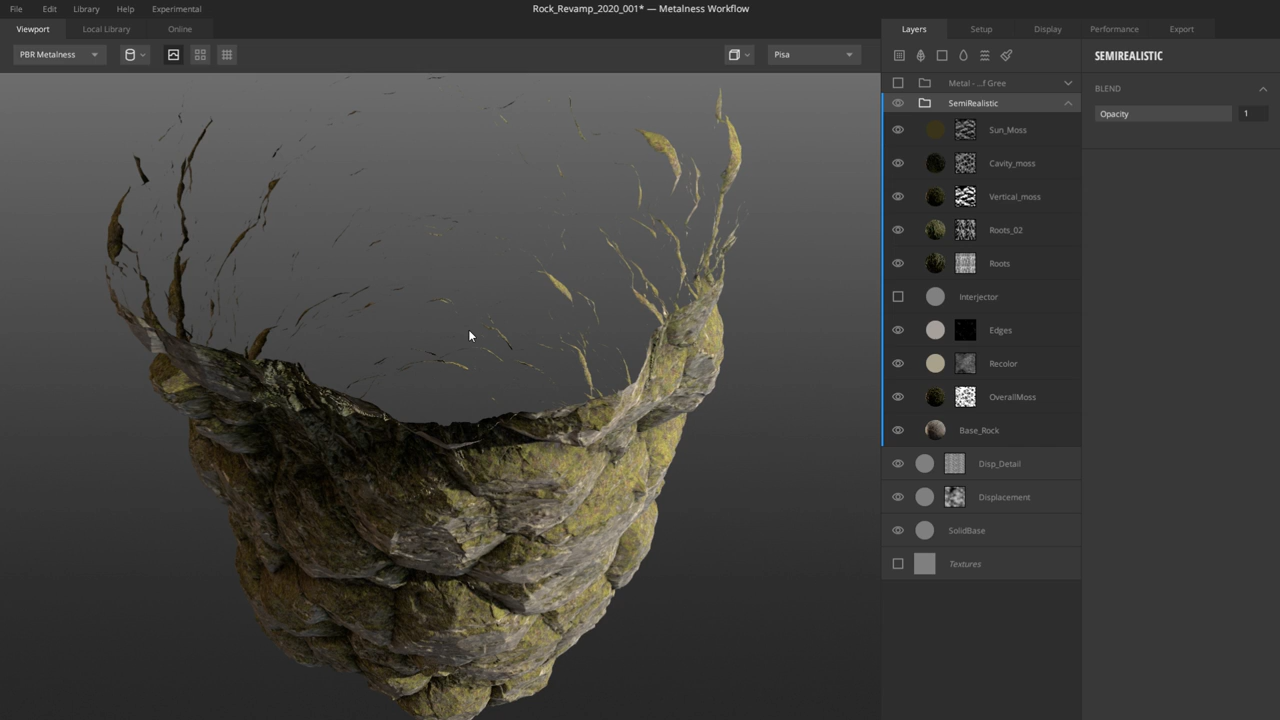 File Edit Library Help Experimental
Rock_Revamp_2020_001* — Metalness Workflow
Viewport Local Library Online
Layers Setup Display Performance Export
PBR Metalness
Pisa
SEMIREALISTIC
BLEND
Opacity 1
Metal - ...f Gree
SemiRealistic
Sun_Moss
Cavity_moss
Vertical_moss
Roots_02
Roots
Interjector
Edges
Recolor
OverallMoss
Base_Rock
Disp_Detail
Displacement
SolidBase
Textures